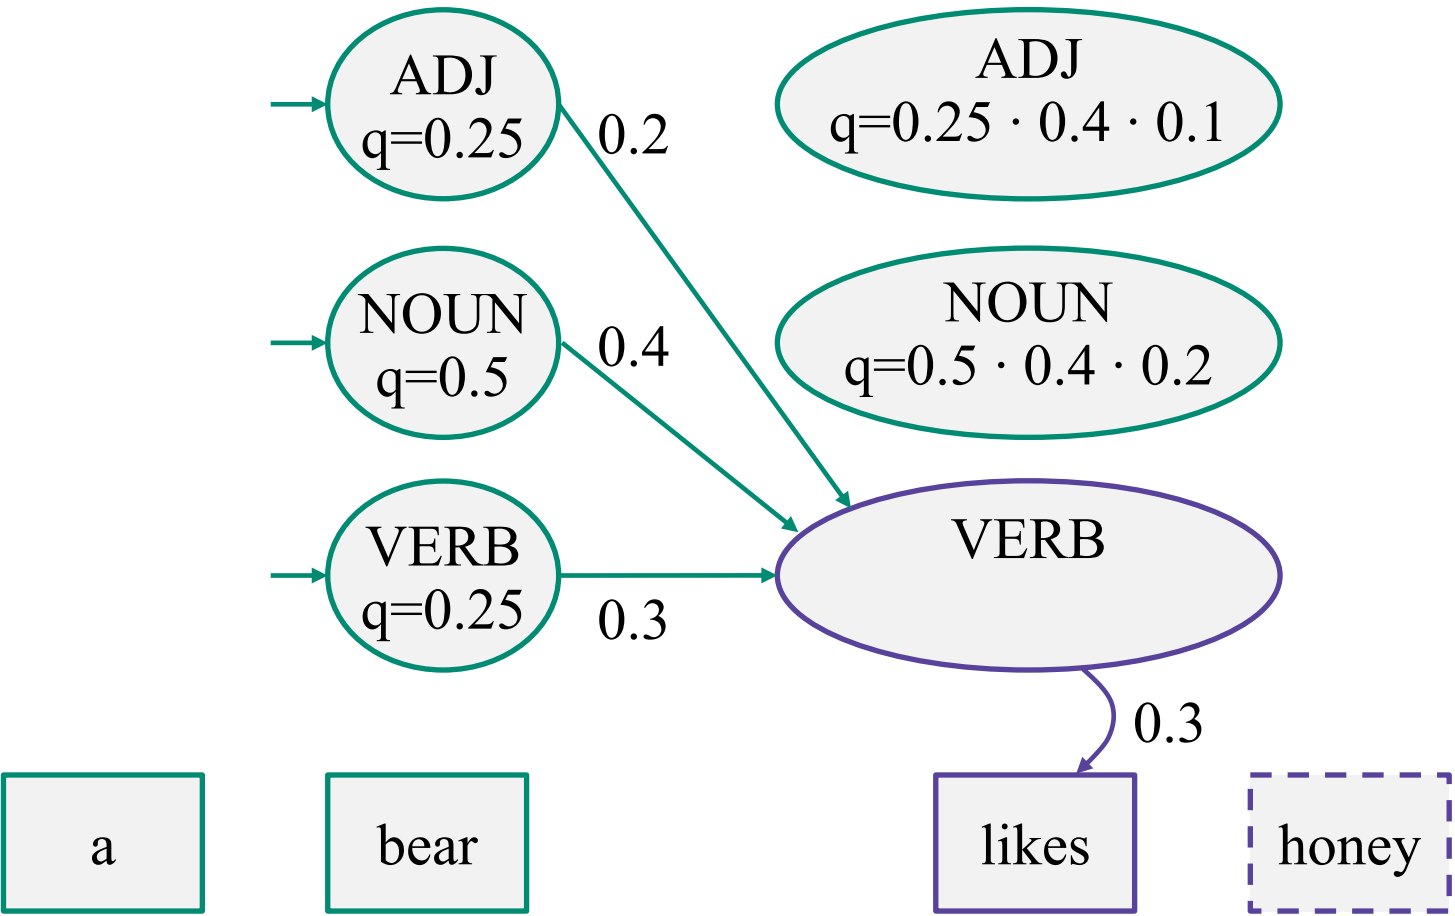 ADJ
q=0.25
0.2
ADJ
q=0.25 · 0.4 · 0.1
NOUN
q=0.5
0.4
NOUN
q=0.5 · 0.4 · 0.2
VERB
q=0.25
0.3
VERB
0.3
a
bear
likes
honey